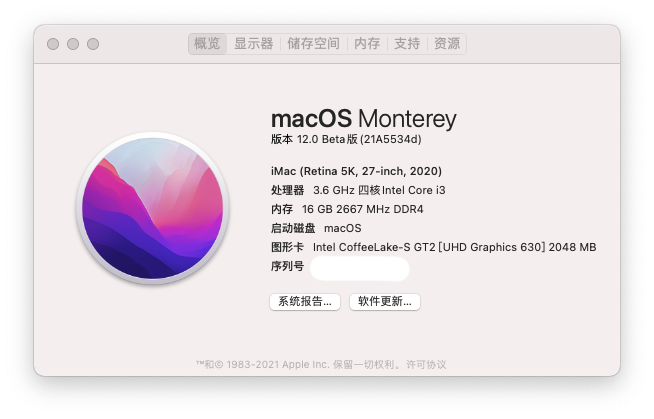 概览 显示器 储存空间 内存 支持 资源
macOS Monterey
版本 12.0 Beta版 (21A5534d)
iMac (Retina 5K, 27-inch, 2020)
处理器 3.6 GHz 四核Intel Core i3
内存 16 GB 2667 MHz DDR4
启动磁盘 macOS
图形卡 Intel CoffeeLake-S GT2 [UHD Graphics 630] 2048 MB
序列号
系统报告... 软件更新...
™和© 1983-2021 Apple Inc. 保留一切权利。许可协议